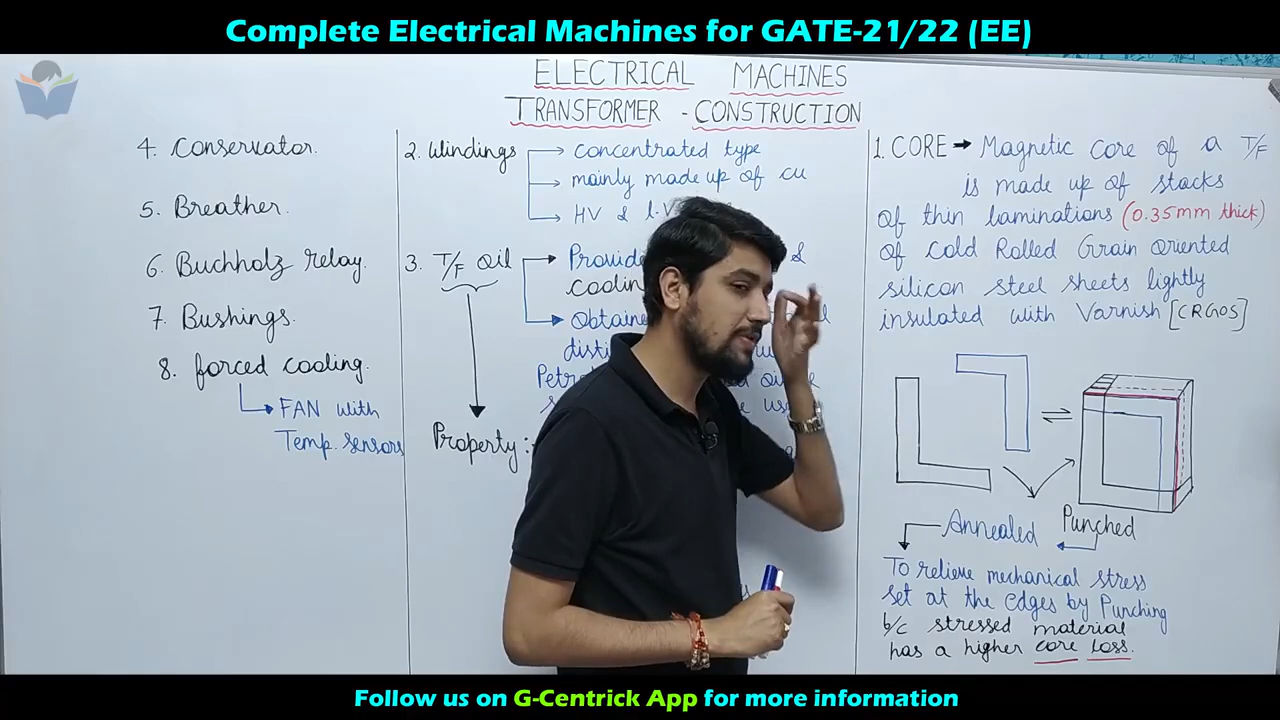 Complete Electrical Machines for GATE-21/22 (EE)
ELECTRICAL MACHINES
TRANSFORMER - CONSTRUCTION
4. Conservator.
5. Breather.
6. Buchholz relay.
7. Bushings.
8. forced cooling.
FAN with
Temp. sensors
2. Windings
concentrated type
mainly made up of cu
HV & L.V
3. T/F oil
&
Obtaine
Property :-
1. CORE → Magnetic core of a T/F
is made up of stacks
of thin laminations (0.35mm thick)
of cold Rolled Grain oriented
silicon steel sheets lightly
insulated with Varnish [CRGOS]
Annealed
Punched
To relieve mechanical stress
set at the edges by Punching
b/c stressed material
has a higher core loss.
Follow us on G-Centrick App for more information